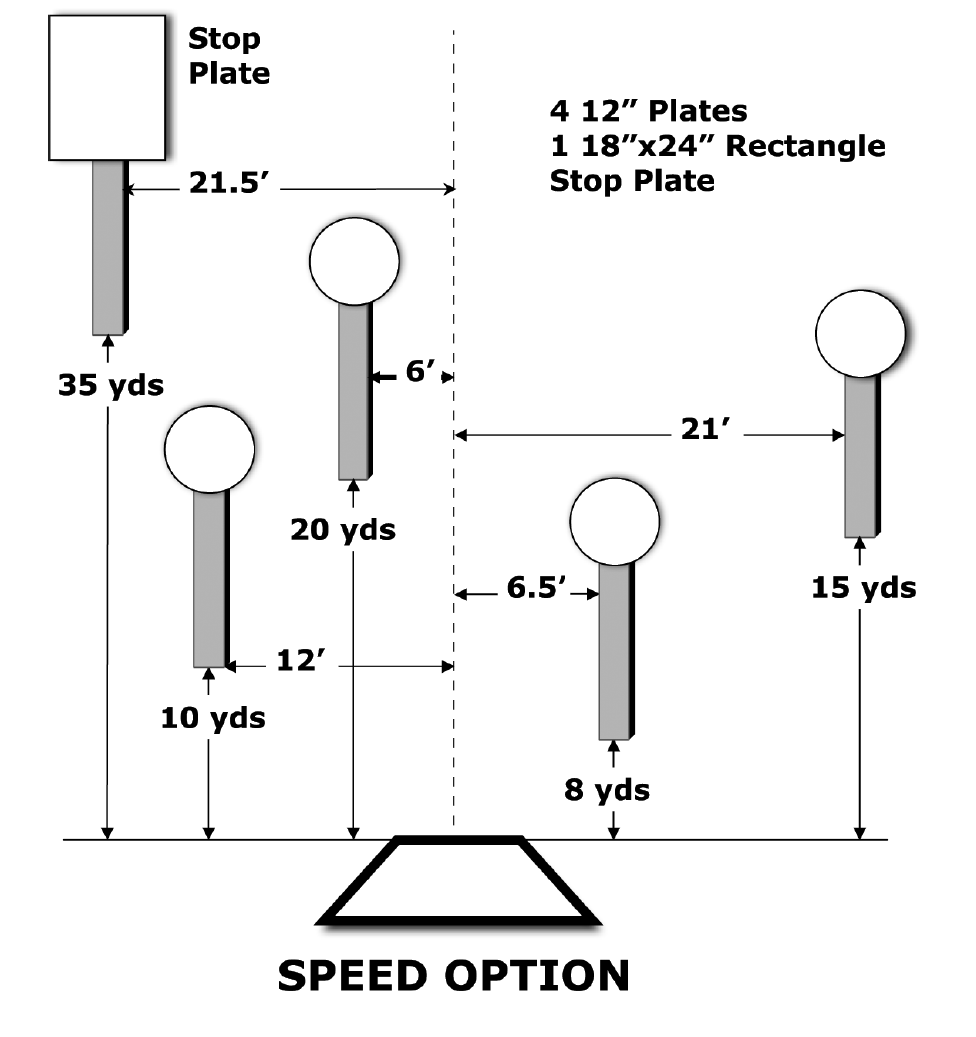 Stop
Plate
4 12” Plates
1 18”x24” Rectangle
Stop Plate
21.5’
6’
35 yds
21’
20 yds
6.5’
15 yds
12’
10 yds
8 yds
SPEED OPTION